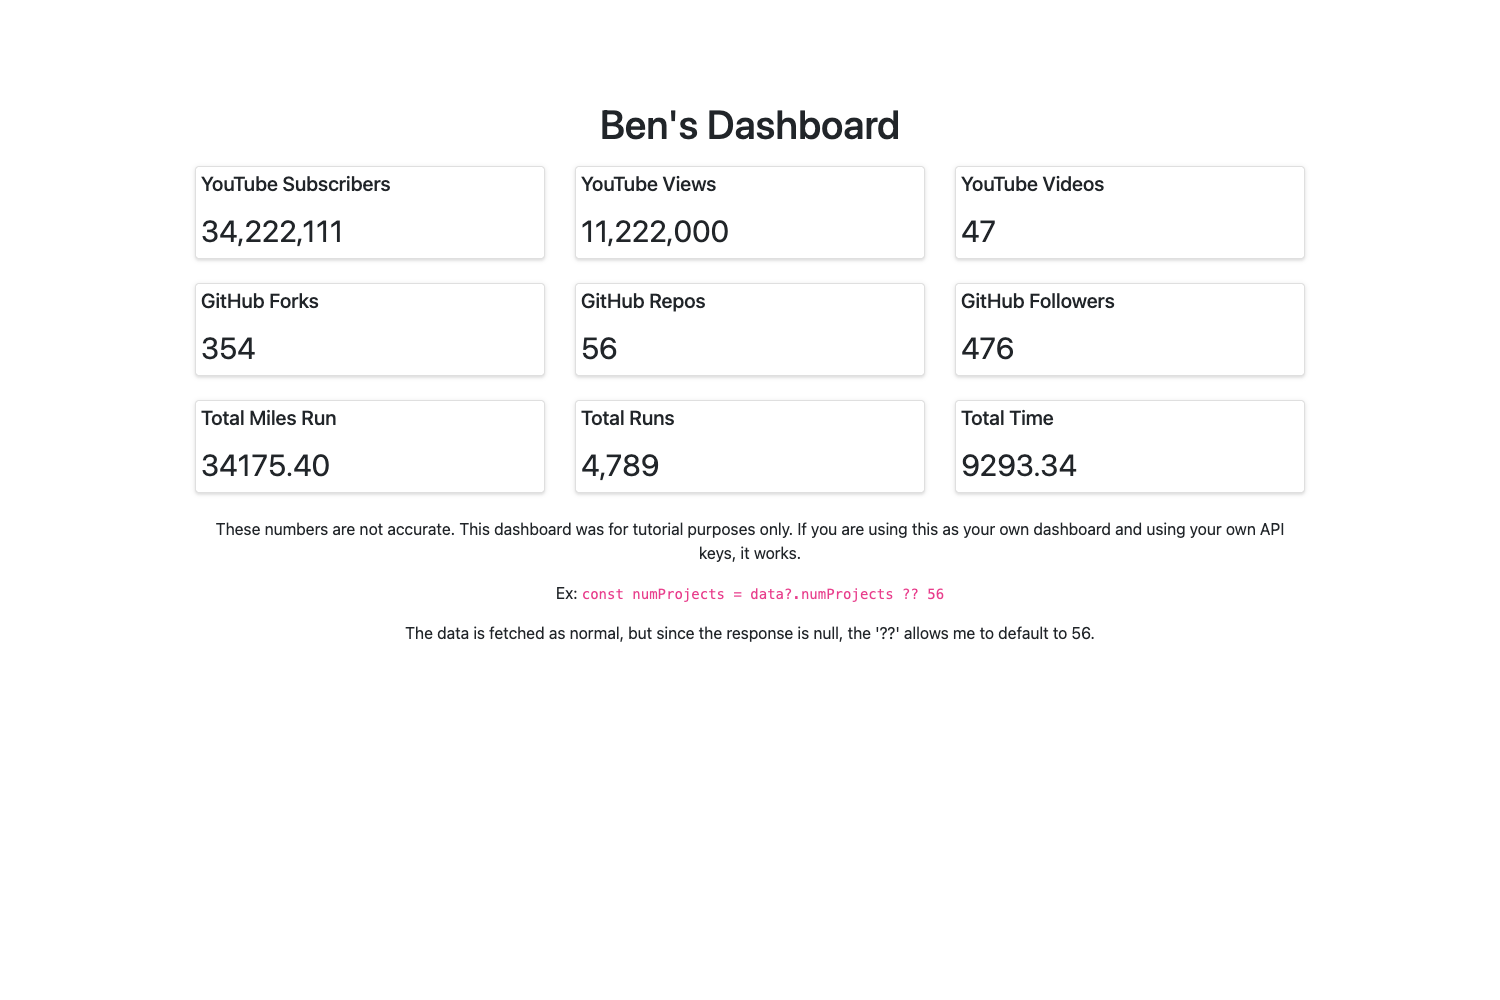 Ben's Dashboard
YouTube Subscribers
34,222,111
YouTube Views
11,222,000
YouTube Videos
47
GitHub Forks
354
GitHub Repos
56
GitHub Followers
476
Total Miles Run
34175.40
Total Runs
4,789
Total Time
9293.34
These numbers are not accurate. This dashboard was for tutorial purposes only. If you are using this as your own dashboard and using your own API
keys, it works.
Ex: const numProjects = data?.numProjects ?? 56
The data is fetched as normal, but since the response is null, the '??' allows me to default to 56.